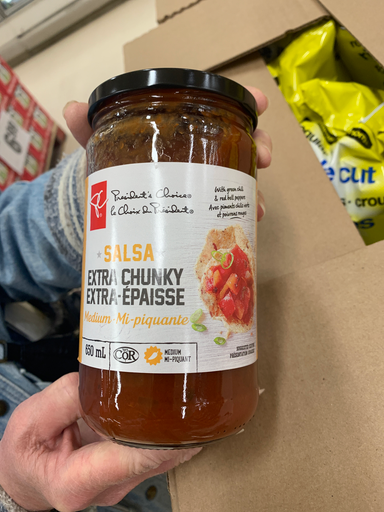 PC
President's Choice®
le Choix du Président®
With green chili
& red bell peppers
Avec piments chilis verts
et poivrons rouges
SALSA
EXTRA CHUNKY
EXTRA-ÉPAISSE
Medium • Mi-piquante
650 mL
COR
MEDIUM
MI-PIQUANT
cut